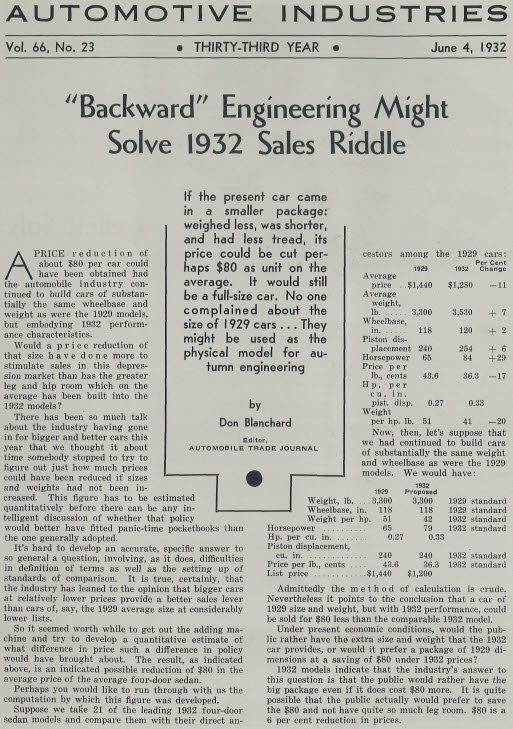 AUTOMOTIVE INDUSTRIES
Vol. 66, No. 23 • THIRTY-THIRD YEAR • June 4, 1932
"Backward" Engineering Might
Solve 1932 Sales Riddle
If the present car came
in a smaller package:
weighed less, was shorter,
and had less tread, its
price could be cut per-
haps $80 as unit on the
average. It would still
be a full-size car. No one
complained about the
size of 1929 cars . . . They
might be used as the
physical model for au-
tumn engineering
by
Don Blanchard
Editor,
AUTOMOBILE TRADE JOURNAL
A PRICE reduction of
about $80 per car could
have been obtained had
the automobile industry con-
tinued to build cars of substan-
tially the same wheelbase and
weight as were the 1929 models,
but embodying 1932 perform-
ance characteristics.
Would a price reduction of
that size have done more to
stimulate sales in this depres-
sion market than has the greater
leg and hip room which on the
average has been built into the
1932 models?
There has been so much talk
about the industry having gone
in for bigger and better cars this
year that we thought it about
time somebody stopped to try to
figure out just how much prices
could have been reduced if sizes
and weights had not been in-
creased. This figure has to be estimated
quantitatively before there can be any in-
telligent discussion of whether that policy
would better have fitted panic-time pocketbooks than
the one generally adopted.
It's hard to develop an accurate, specific answer to
so general a question, involving, as it does, difficulties
in definition of terms as well as the setting up of
standards of comparison. It is true, certainly, that
the industry has leaned to the opinion that bigger cars
at relatively lower prices provide a better sales lever
than cars of, say, the 1929 average size at considerably
lower lists.
So it seemed worth while to get out the adding ma-
chine and try to develop a quantitative estimate of
what difference in price such a difference in policy
would have brought about. The result, as indicated
above, is an indicated possible reduction of $80 in the
average price of the average four-door sedan.
Perhaps you would like to run through with us the
computation by which this figure was developed.
Suppose we take 21 of the leading 1932 four-door
sedan models and compare them with their direct an-
cestors among the 1929 cars:
Per Cent
1929 1932 Change
Average
price . $1,440 $1,280 —11
Average
weight,
lb. .... 3,300 3,530 + 7
Wheelbase,
in. ..... 118 120 + 2
Piston dis-
placement 240 254 + 6
Horsepower 65 84 +29
Price per
lb., cents 43.6 36.3 —17
Hp. per
cu. in.
pist. disp. 0.27 0.33
Weight
per hp. lb. 51 41 —20
Now, then, let's suppose that
we had continued to build cars
of substantially the same weight
and wheelbase as were the 1929
models. We would have:
1932
1929 Proposed
Weight, lb. ... 3,300 3,300 1929 standard
Wheelbase, in. 118 118 1929 standard
Weight per hp. 51 42 1932 standard
Horsepower ........ 65 79 1932 standard
Hp. per cu. in. ....... 0.27 0.33
Piston displacement,
cu. in. .............. 240 240 1932 standard
Price per lb., cents .... 43.6 36.3 1932 standard
List price ............ $1,440 $1,200
Admittedly the method of calculation is crude.
Nevertheless it points to the conclusion that a car of
1929 size and weight, but with 1932 performance, could
be sold for $80 less than the comparable 1932 model.
Under present economic conditions, would the pub-
lic rather have the extra size and weight that the 1932
car provides, or would it prefer a package of 1929 di-
mensions at a saving of $80 under 1932 prices?
1932 models indicate that the industry's answer to
this question is that the public would rather have the
big package even if it does cost $80 more. It is quite
possible that the public actually would prefer to save
the $80 and not have quite so much leg room. $80 is a
6 per cent reduction in prices.